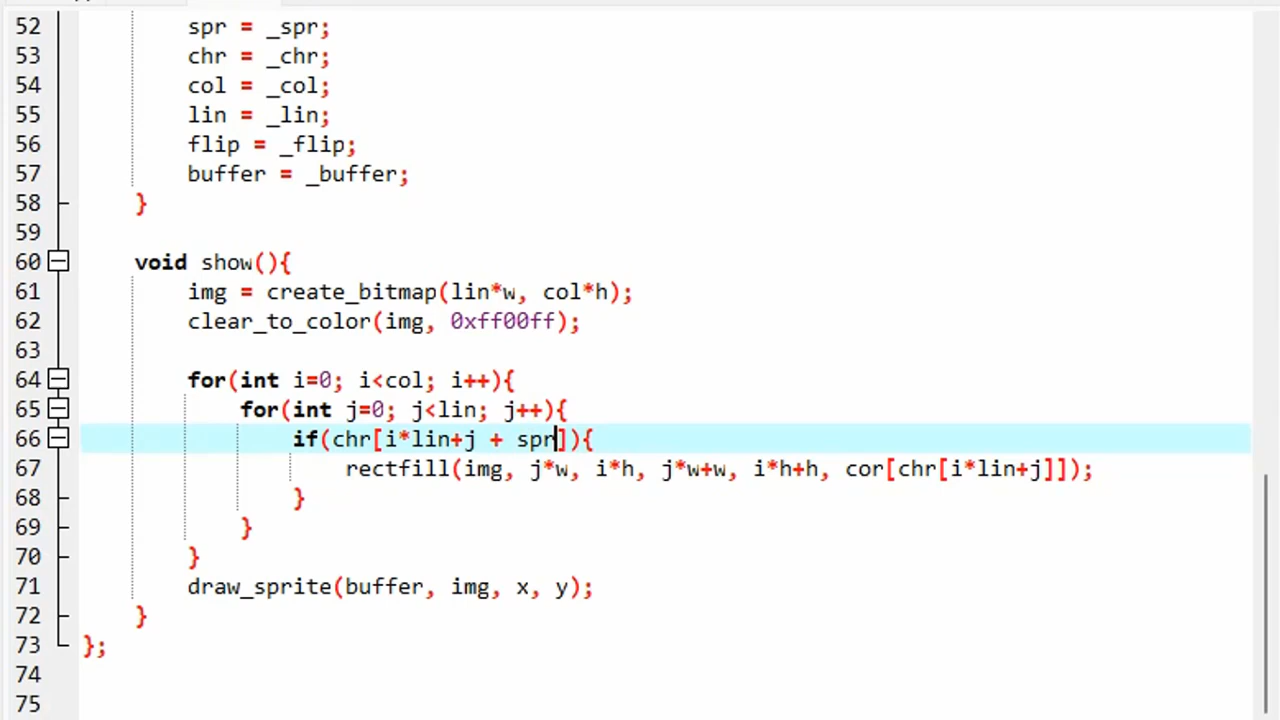 52 spr = _spr;
53 chr = _chr;
54 col = _col;
55 lin = _lin;
56 flip = _flip;
57 buffer = _buffer;
58 }
59
60 void show(){
61 img = create_bitmap(lin*w, col*h);
62 clear_to_color(img, 0xff00ff);
63
64 for(int i=0; i<col; i++){
65 for(int j=0; j<lin; j++){
66 if(chr[i*lin+j + spr]){
67 rectfill(img, j*w, i*h, j*w+w, i*h+h, cor[chr[i*lin+j]]);
68 }
69 }
70 }
71 draw_sprite(buffer, img, x, y);
72 }
73 };
74
75